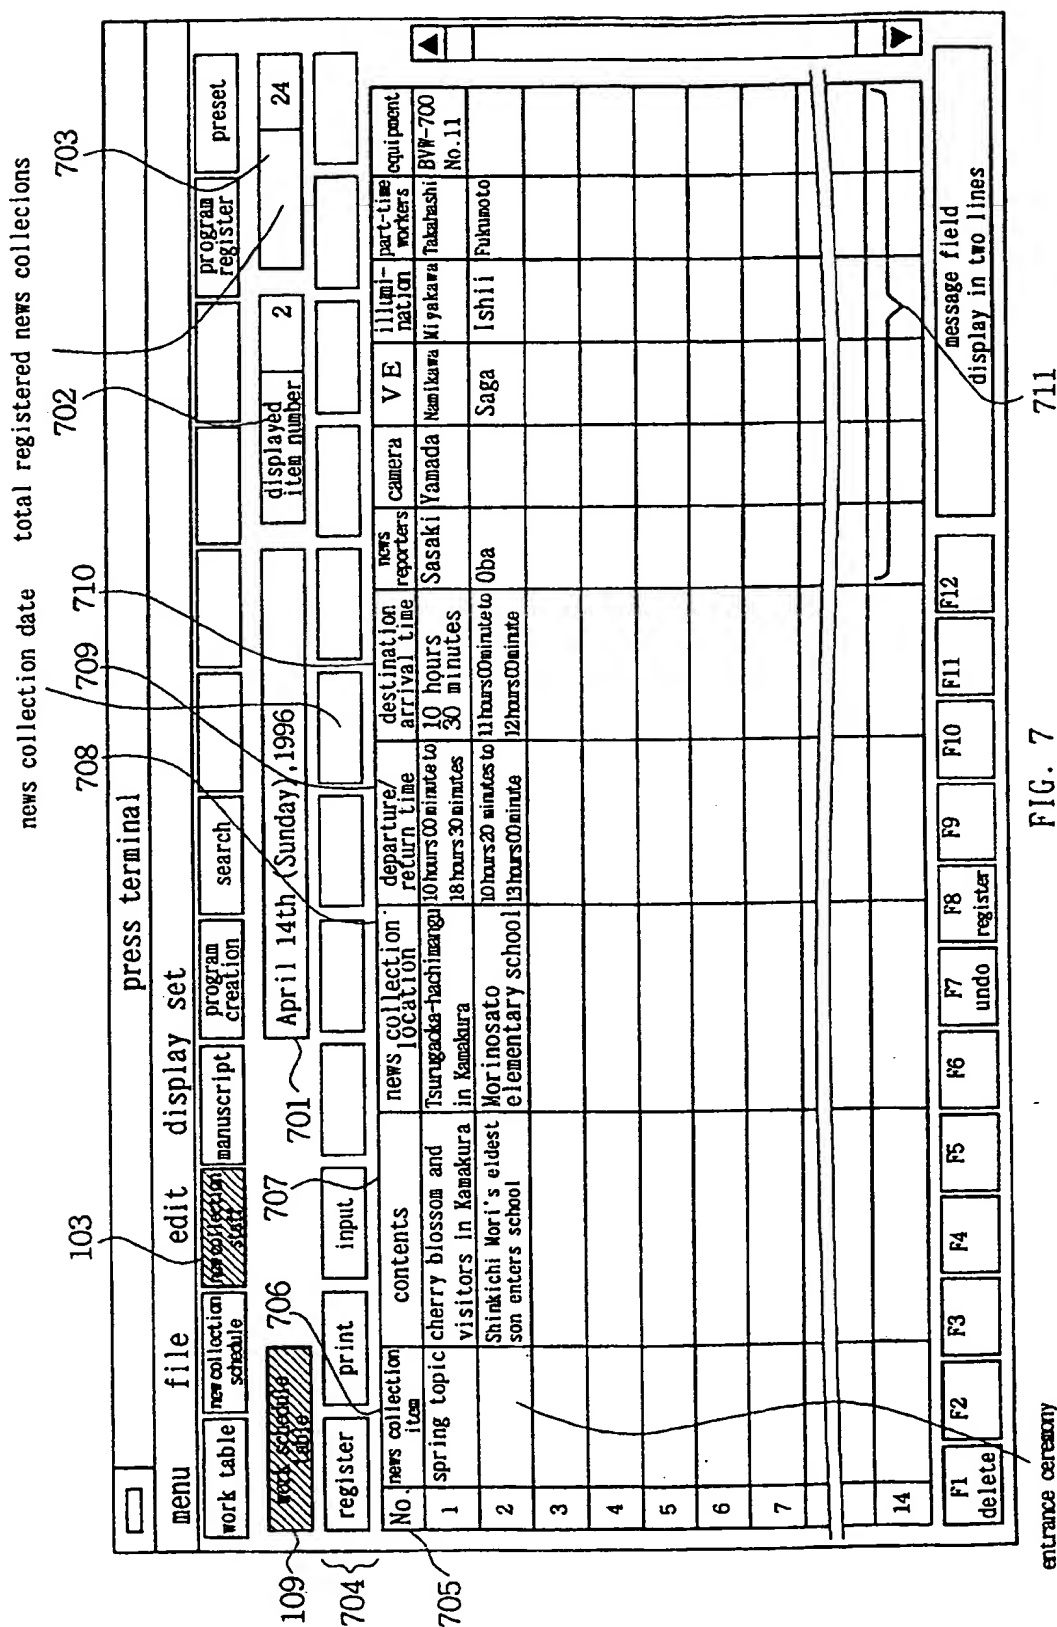 news collection date
total registered news collecions
103
702
703
press terminal
menu file edit display set
work table
new collection
schedule
new collection
staff
manuscript
program
creation
search
program
register
preset
109
work schedule
table
701
April 14th (Sunday),1996
708
709
710
displayed
item number
2
24
704
register
print
input
706
707
705
No.
news collection
item
contents
news collection
location
departure/
return time
destination
arrival time
news
reporters
camera
VE
illumi-
nation
part-time
workers
equipment
1
spring topic
cherry blossom and
visitors in Kamakura
Tsurugaoka-hachimangu
in Kamakura
10hours00minute to
18hours30minutes
10 hours
30 minutes
Sasaki
Yamada
Namikawa
Miyakawa
Takahashi
BVW-700
No.11
2
Shinkichi Mori's eldest
son enters school
Morinosato
elementary school
10hours20minutes to
13hours00minute
11hours00minute to
12hours00minute
Oba
Saga
Ishii
Fukumoto
3
4
5
6
7
14
F1
delete
F2
F3
F4
F5
F6
F7
undo
F8
register
F9
F10
F11
F12
message field
display in two lines
entrance ceremony
711
FIG. 7